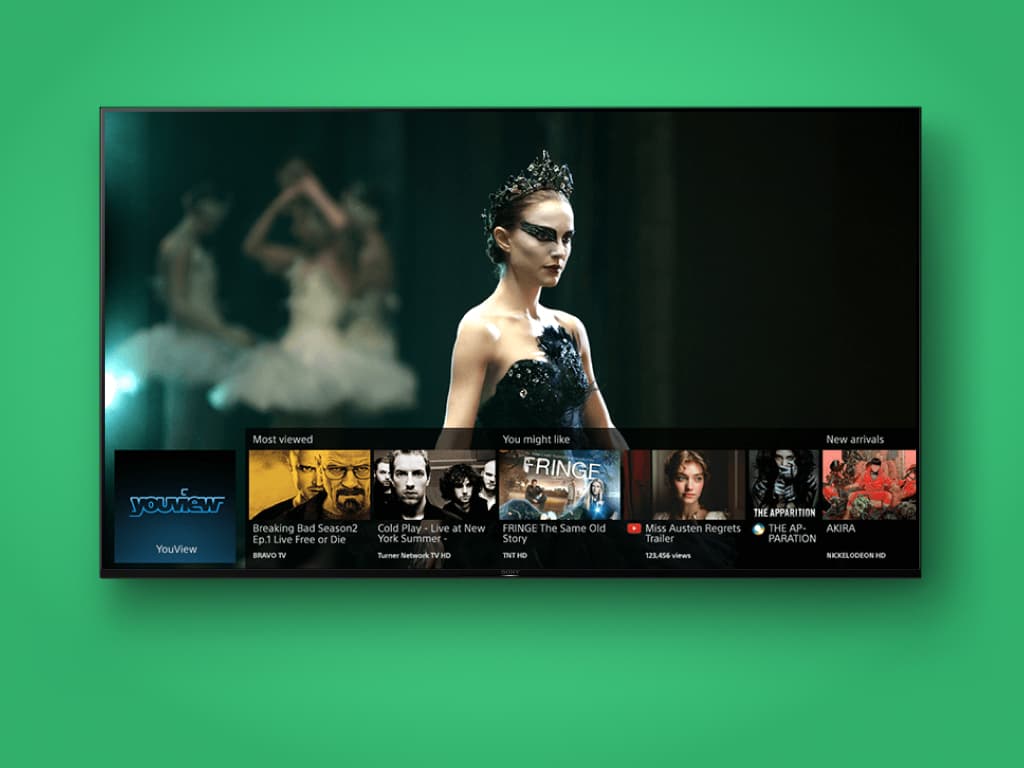 Most viewed
You might like
New arrivals
youview
YouView
FRINGE
THE APPARITION
Breaking Bad Season2
Ep.1 Live Free or Die
BRAVO TV
Cold Play - Live at New
York Summer -
Turner Network TV HD
FRINGE The Same Old
Story
TNT HD
Miss Austen Regrets
Trailer
123,456 views
THE AP-
PARATION
AKIRA
NICKELODEON HD
SONY